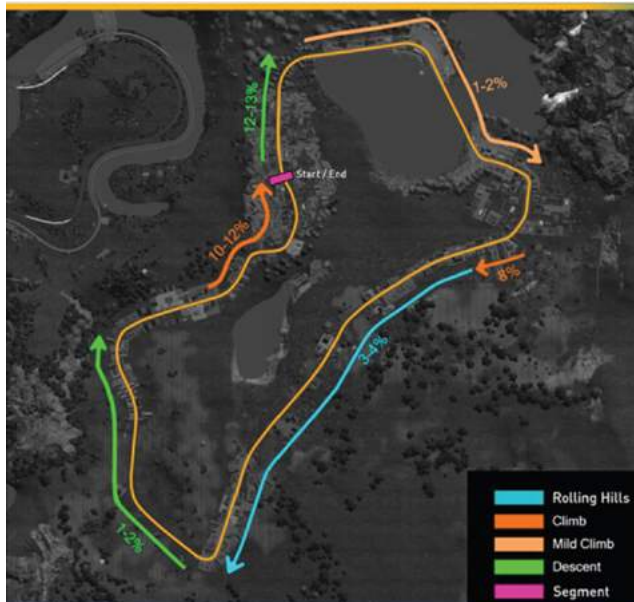 12-13%
1-2%
Start / End
10-12%
8%
3-4%
1-2%
Rolling Hills
Climb
Mild Climb
Descent
Segment